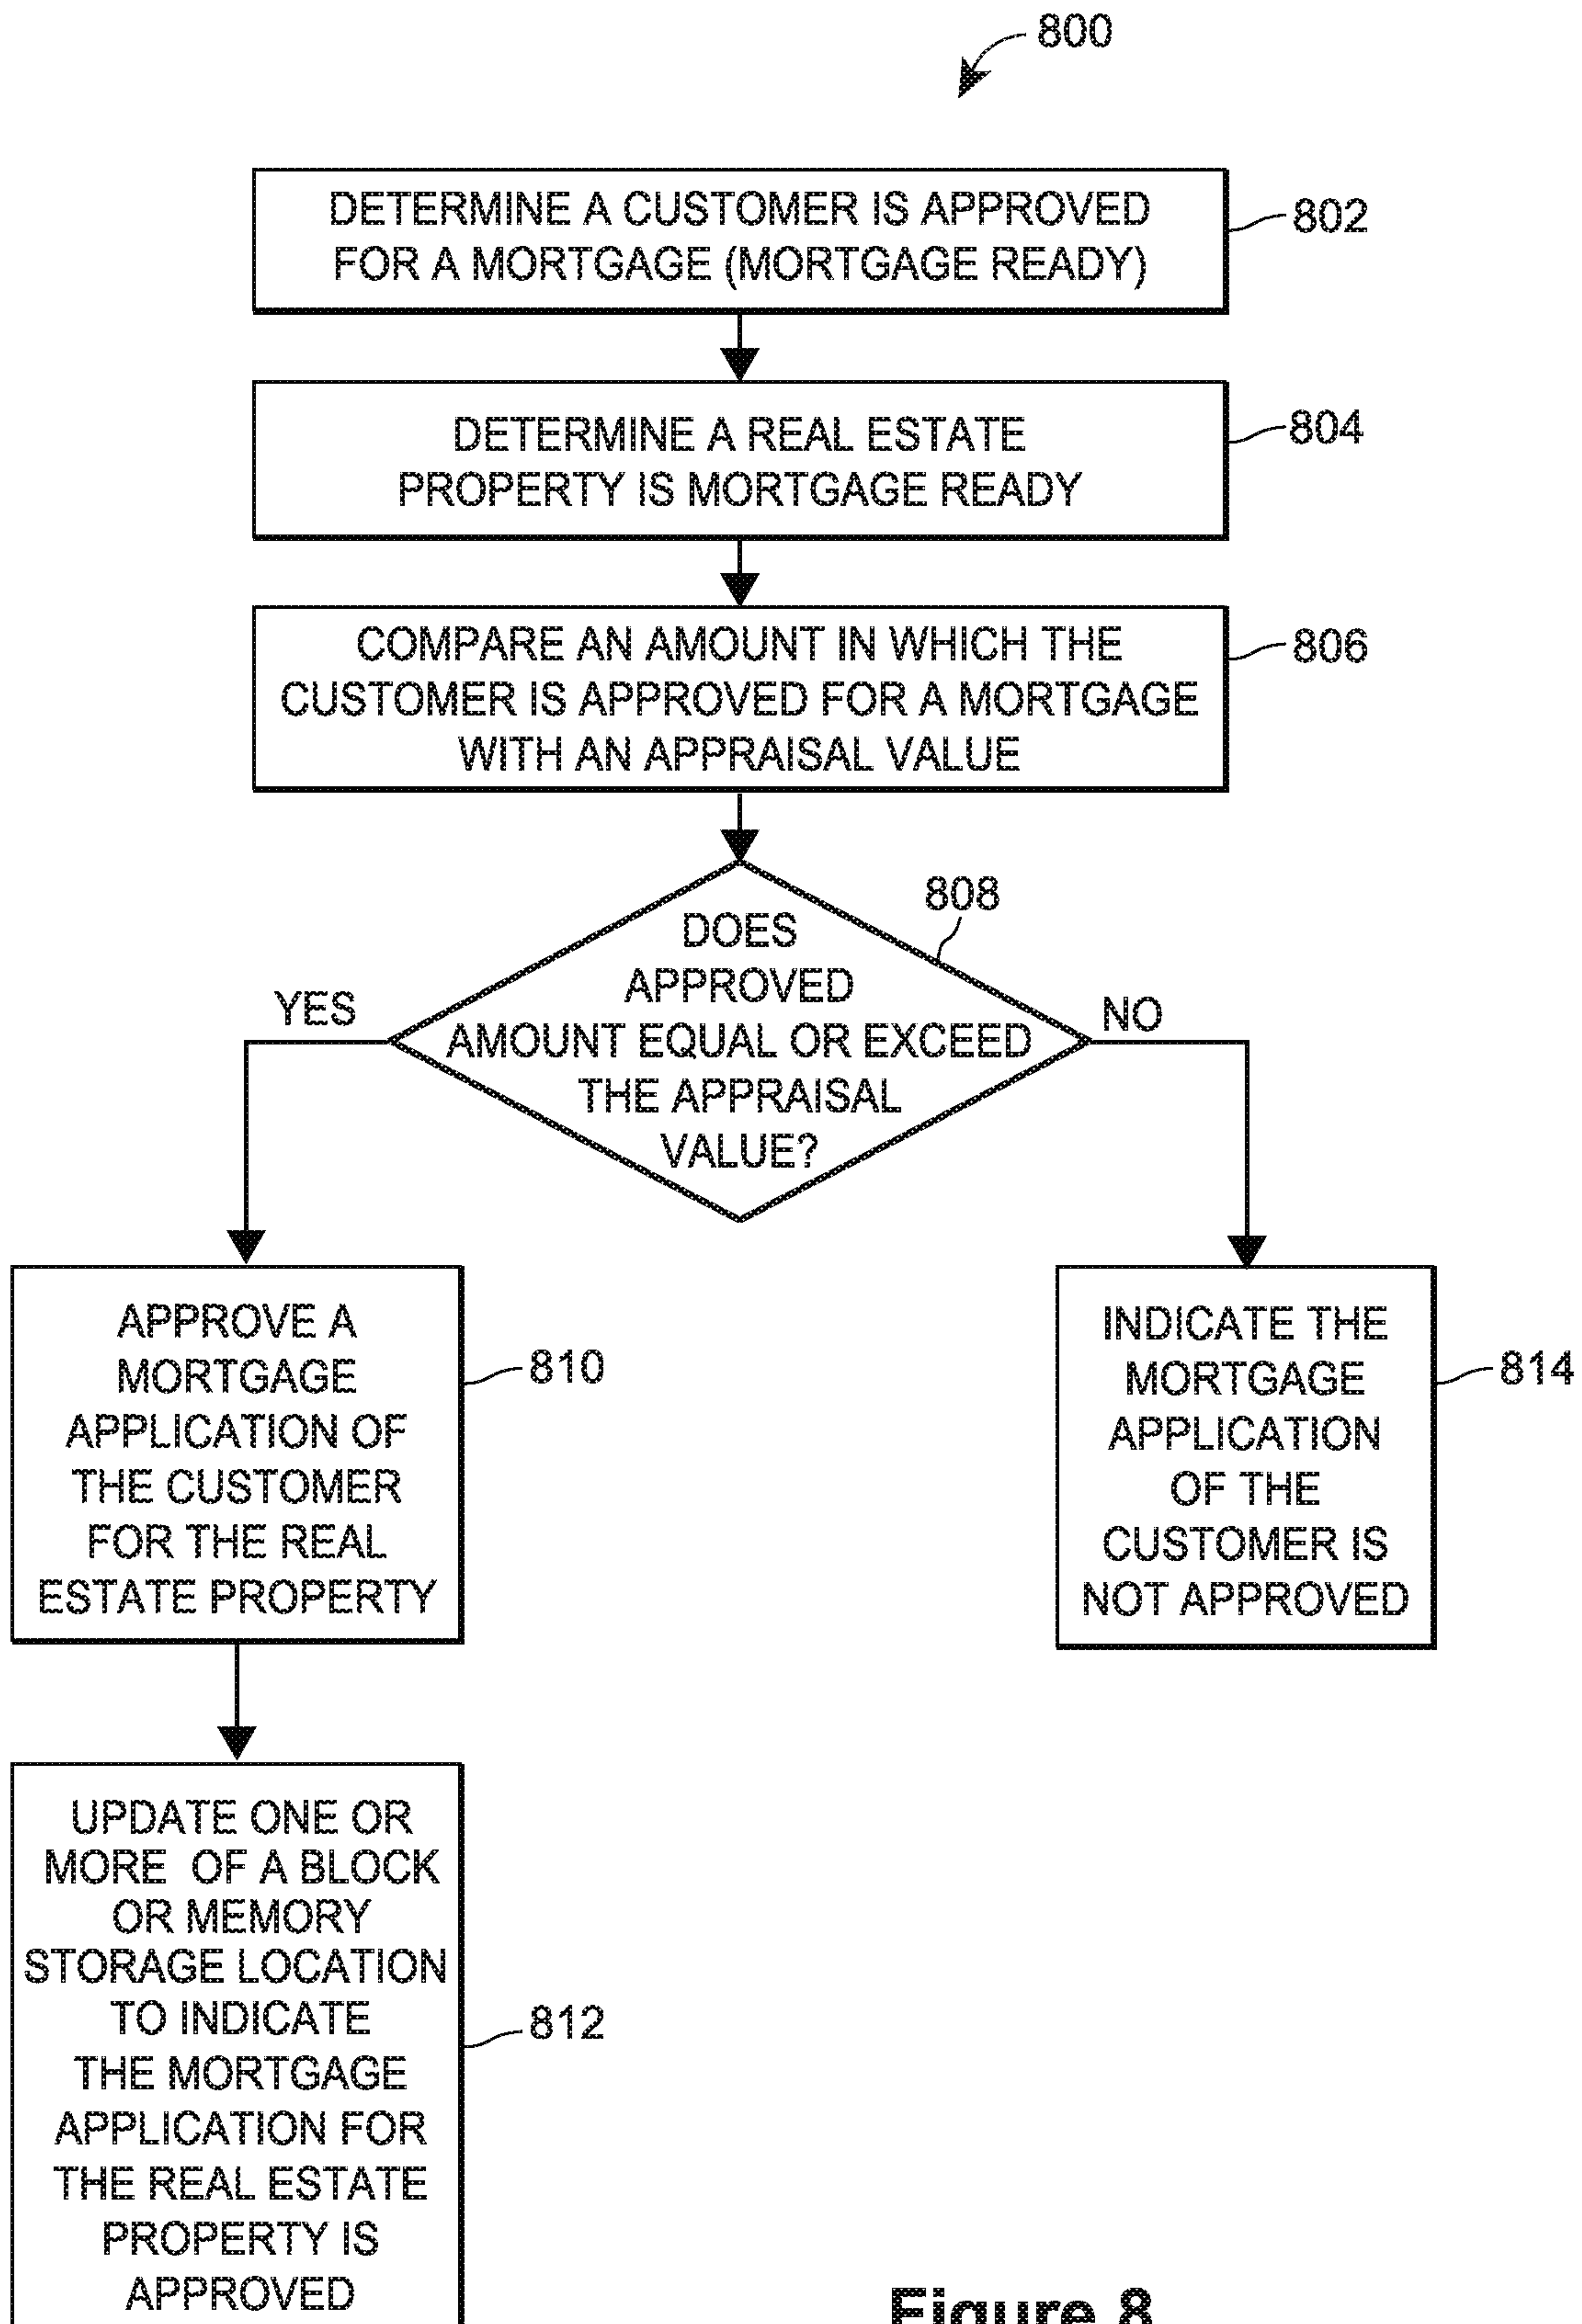 800
DETERMINE A CUSTOMER IS APPROVED
FOR A MORTGAGE (MORTGAGE READY)
802
DETERMINE A REAL ESTATE
PROPERTY IS MORTGAGE READY
804
COMPARE AN AMOUNT IN WHICH THE
CUSTOMER IS APPROVED FOR A MORTGAGE
WITH AN APPRAISAL VALUE
806
808
DOES
APPROVED
AMOUNT EQUAL OR EXCEED
THE APPRAISAL
VALUE?
YES
NO
APPROVE A
MORTGAGE
APPLICATION OF
THE CUSTOMER
FOR THE REAL
ESTATE PROPERTY
810
INDICATE THE
MORTGAGE
APPLICATION
OF THE
CUSTOMER IS
NOT APPROVED
814
UPDATE ONE OR
MORE OF A BLOCK
OR MEMORY
STORAGE LOCATION
TO INDICATE
THE MORTGAGE
APPLICATION FOR
THE REAL ESTATE
PROPERTY IS
APPROVED
812
Figure 8